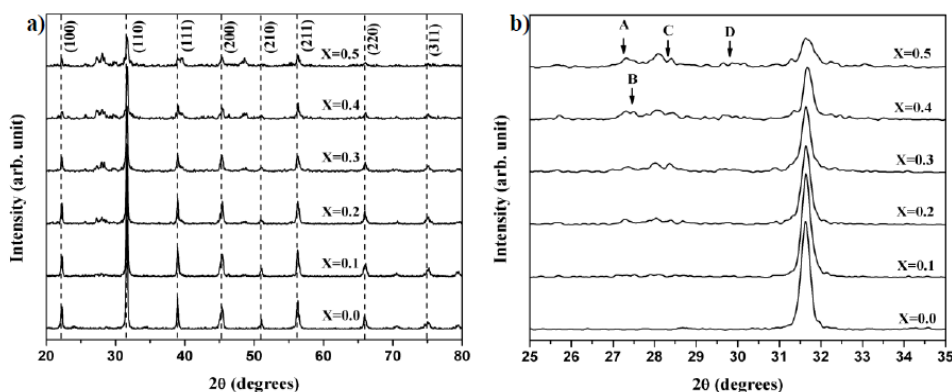 a)
(100)
(110)
(111)
(200)
(210)
(211)
(220)
(311)
X=0.5
X=0.4
X=0.3
X=0.2
X=0.1
X=0.0
Intensity (arb. unit)
20 30 40 50 60 70 80
2θ (degrees)
b)
A
C
D
B
X=0.5
X=0.4
X=0.3
X=0.2
X=0.1
X=0.0
Intensity (arb. unit)
25 26 27 28 29 30 31 32 33 34 35
2θ (degrees)